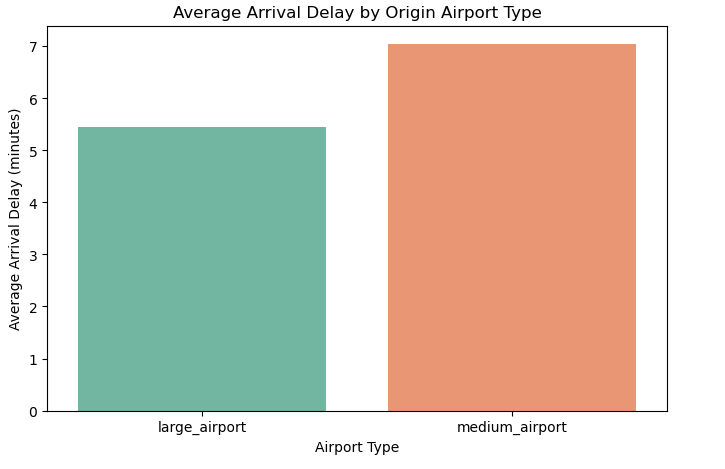 Average Arrival Delay by Origin Airport Type
Average Arrival Delay (minutes)
7
6
5
4
3
2
1
0
large_airport
medium_airport
Airport Type